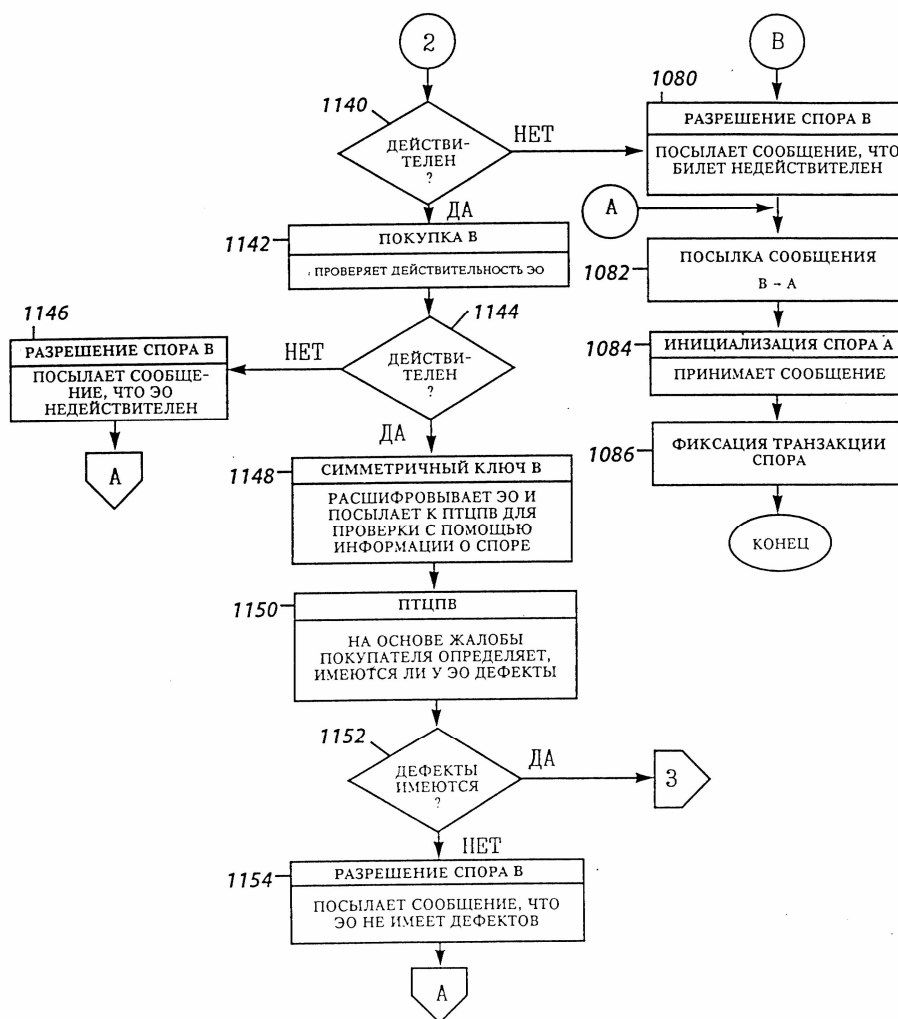 2
B
1140
ДЕЙСТВИ-
ТЕЛЕН
?
НЕТ
1080
РАЗРЕШЕНИЕ СПОРА В
ПОСЫЛАЕТ СООБЩЕНИЕ, ЧТО
БИЛЕТ НЕДЕЙСТВИТЕЛЕН
ДА
A
1142
ПОКУПКА В
ПРОВЕРЯЕТ ДЕЙСТВИТЕЛЬНОСТЬ ЭО
1082
ПОСЫЛКА СООБЩЕНИЯ
В – А
1146
РАЗРЕШЕНИЕ СПОРА В
ПОСЫЛАЕТ СООБЩЕ-
НИЕ, ЧТО ЭО
НЕДЕЙСТВИТЕЛЕН
A
НЕТ
1144
ДЕЙСТВИ-
ТЕЛЕН
?
ДА
1084
ИНИЦИАЛИЗАЦИЯ СПОРА А
ПРИНИМАЕТ СООБЩЕНИЕ
1086
ФИКСАЦИЯ ТРАНЗАКЦИИ
СПОРА
КОНЕЦ
1148
СИММЕТРИЧНЫЙ КЛЮЧ В
РАСШИФРОВЫВАЕТ ЭО И
ПОСЫЛАЕТ К ПТЦПВ ДЛЯ
ПРОВЕРКИ С ПОМОЩЬЮ
ИНФОРМАЦИИ О СПОРЕ
1150
ПТЦПВ
НА ОСНОВЕ ЖАЛОБЫ
ПОКУПАТЕЛЯ ОПРЕДЕЛЯЕТ,
ИМЕЮТСЯ ЛИ У ЭО ДЕФЕКТЫ
1152
ДЕФЕКТЫ
ИМЕЮТСЯ
?
ДА
3
НЕТ
1154
РАЗРЕШЕНИЕ СПОРА В
ПОСЫЛАЕТ СООБЩЕНИЕ, ЧТО
ЭО НЕ ИМЕЕТ ДЕФЕКТОВ
A